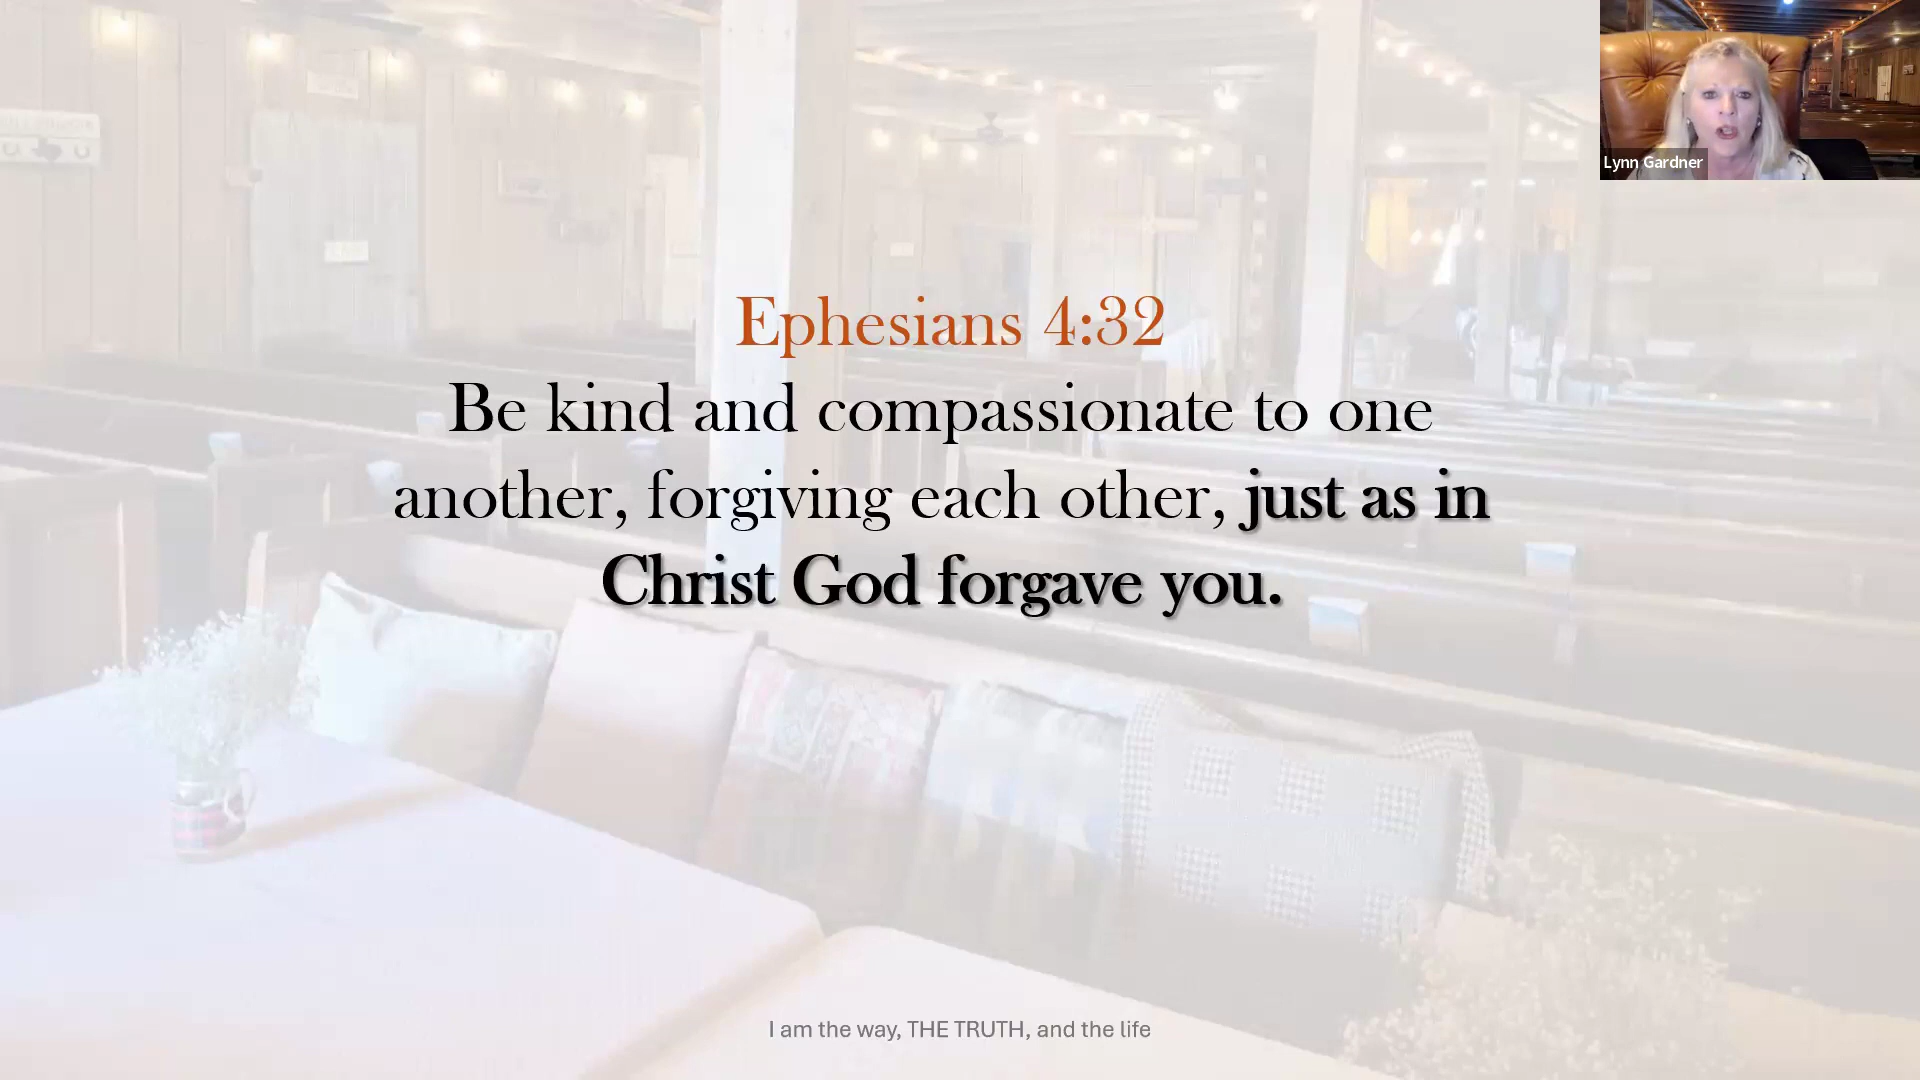 Lynn Gardner
Ephesians 4:32
Be kind and compassionate to one
another, forgiving each other, just as in
Christ God forgave you.
I am the way, THE TRUTH, and the life